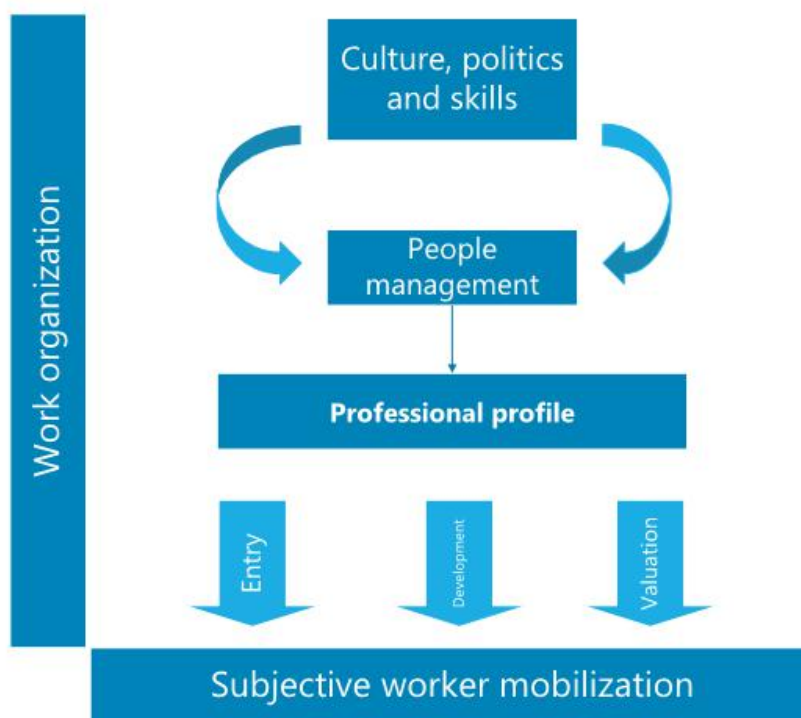 Work organization
Culture, politics
and skills
People
management
Professional profile
Entry
Development
Valuation
Subjective worker mobilization